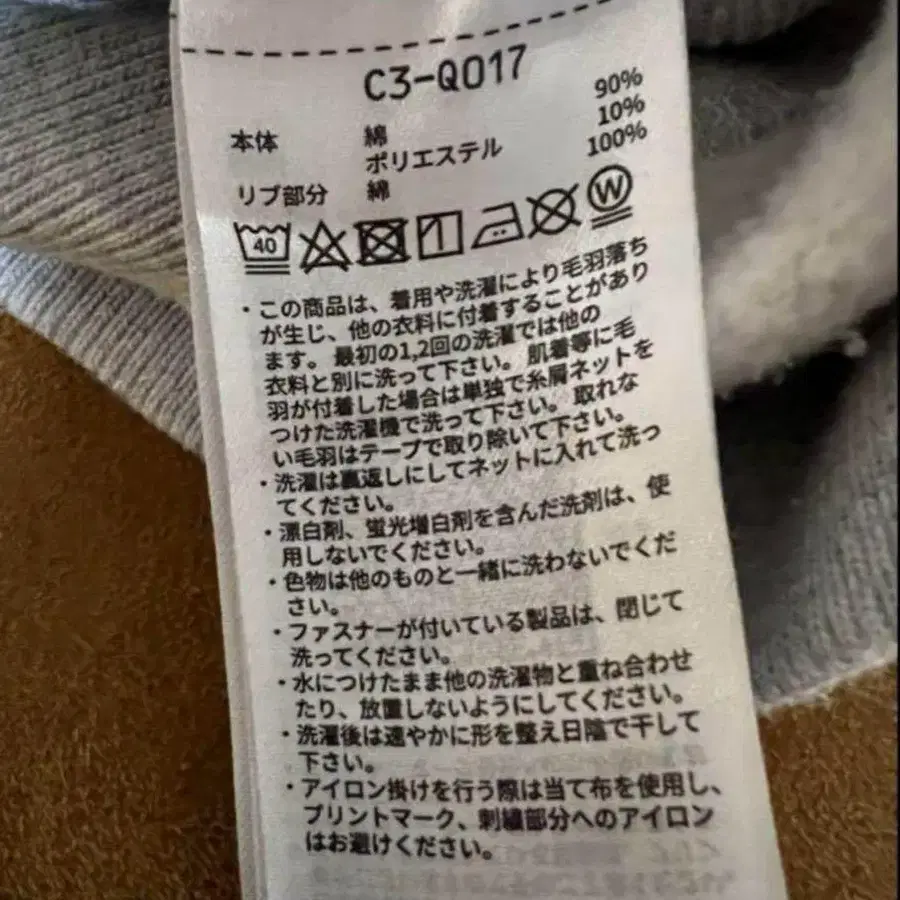 C3-Q017
本体 綿 90%
ポリエステル 10%
リブ部分 綿 100%
40 W
・この商品は、着用や洗濯により毛羽落ち
が生じ、他の衣料に付着することがあり
ます。最初の1,2回の洗濯では他の
衣料と別に洗って下さい。肌着等に毛
羽が付着した場合は単独で糸屑ネットを
つけた洗濯機で洗って下さい。取れな
い毛羽はテープで取り除いて下さい。
・洗濯は裏返しにしてネットに入れて洗っ
てください。
・漂白剤、蛍光増白剤を含んだ洗剤は、使
用しないでください。
・色物は他のものと一緒に洗わないでくだ
さい。
・ファスナーが付いている製品は、閉じて
洗ってください。
・水につけたまま他の洗濯物と重ね合わせ
たり、放置しないようにしてください。
・洗濯後は速やかに形を整え日陰で干して
下さい。
・アイロン掛けを行う際は当て布を使用し、
プリントマーク、刺繍部分へのアイロン
はお避けください。